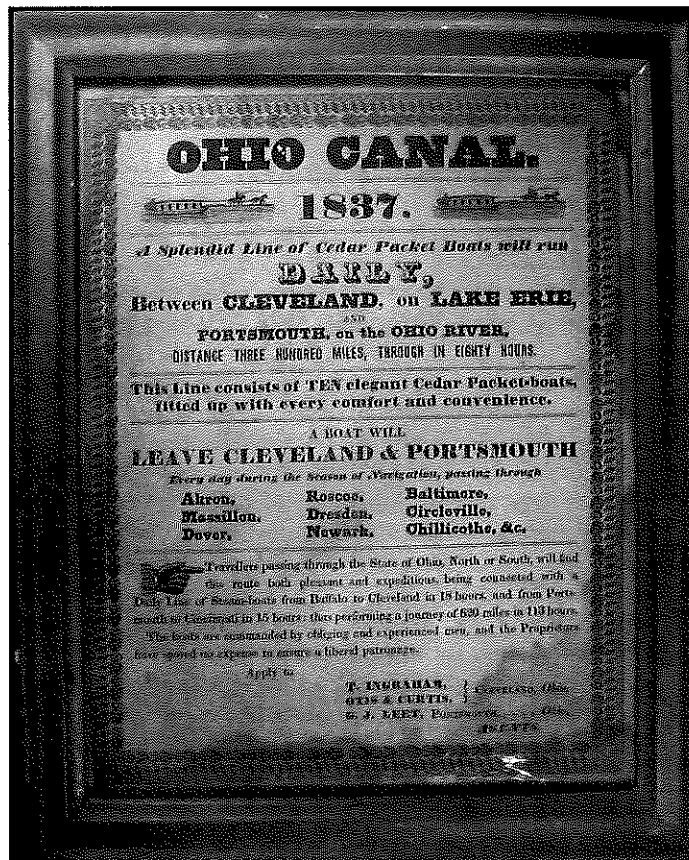 OHIO CANAL.
1837.
A Splendid Line of Cedar Packet Boats will run
DAILY,
Between CLEVELAND, on LAKE ERIE,
AND
PORTSMOUTH, on the OHIO RIVER,
DISTANCE THREE HUNDRED MILES, THROUGH IN EIGHTY HOURS.
This Line consists of TEN elegant Cedar Packet-boats,
fitted up with every comfort and convenience.
A BOAT WILL
LEAVE CLEVELAND & PORTSMOUTH
Every day during the Season of Navigation, passing through
Akron, Roscoe, Baltimore,
Massillon, Dresden, Circleville,
Dover, Newark, Chillicothe, &c.
Travellers passing through the State of Ohio, North or South, will find
this route both pleasant and expeditious, being connected with a
Daily Line of Steam-boats from Buffalo to Cleveland in 18 hours, and from Ports-
mouth to Cincinnati in 15 hours: thus performing a journey of 620 miles in 113 hours.
The boats are commanded by obliging and experienced men, and the Proprietors
have spared no expense to ensure a liberal patronage.
Apply to
T. INGRAHAM, } CLEVELAND, Ohio.
OTIS & CURTIS,
G. J. LEET, PORTSMOUTH, Ohio.
AGENTS.